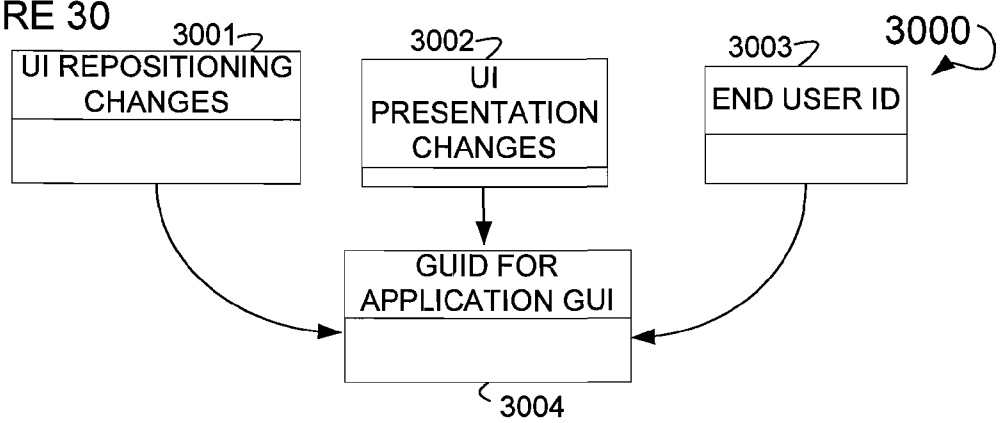 RE 30
3001
3002
3003
3000
UI REPOSITIONING
CHANGES
UI
PRESENTATION
CHANGES
END USER ID
GUID FOR
APPLICATION GUI
3004